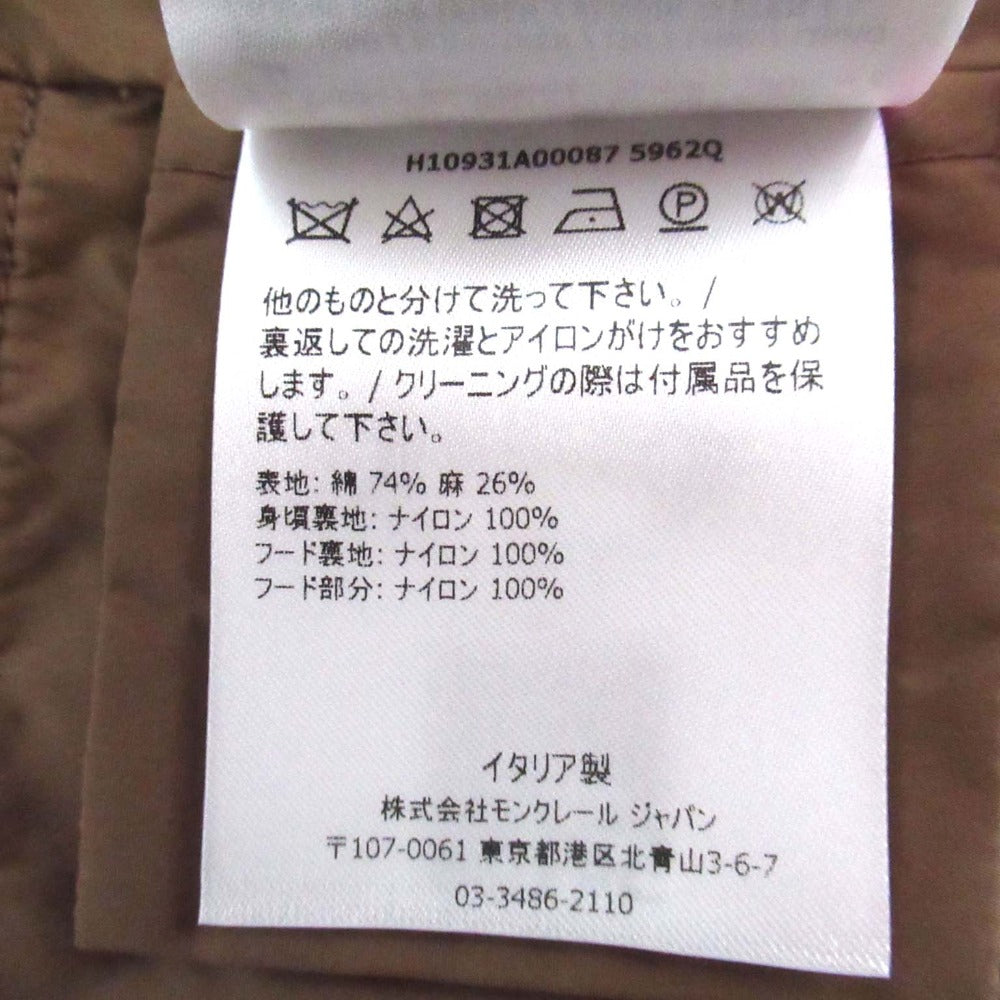 H10931A00087 5962Q
P
他のものと分けて洗って下さい。/
裏返しての洗濯とアイロンがけをおすすめ
します。/ クリーニングの際は付属品を保
護して下さい。
表地: 綿 74% 麻 26%
身頃裏地: ナイロン 100%
フード裏地: ナイロン 100%
フード部分: ナイロン 100%
イタリア製
株式会社モンクレール ジャパン
〒107-0061 東京都港区北青山3-6-7
03-3486-2110